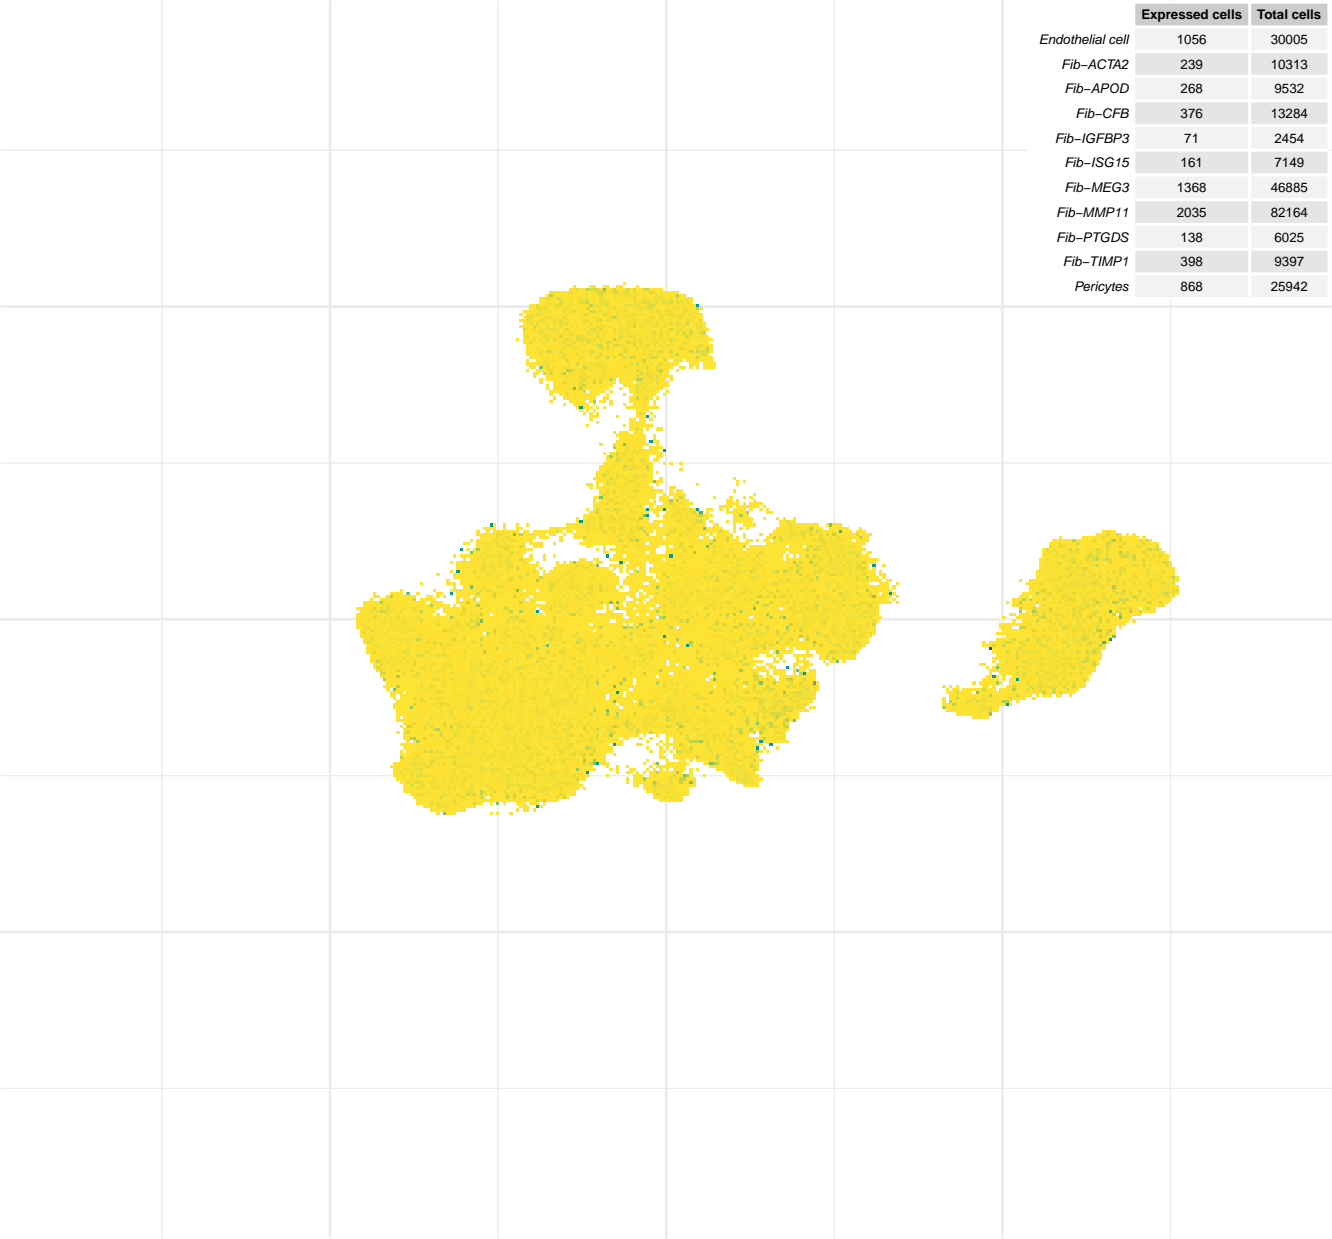 Expressed cells Total cells
Endothelial cell 1056 30005
Fib−ACTA2 239 10313
Fib−APOD 268 9532
Fib−CFB 376 13284
Fib−IGFBP3 71 2454
Fib−ISG15 161 7149
Fib−MEG3 1368 46885
Fib−MMP11 2035 82164
Fib−PTGDS 138 6025
Fib−TIMP1 398 9397
Pericytes 868 25942